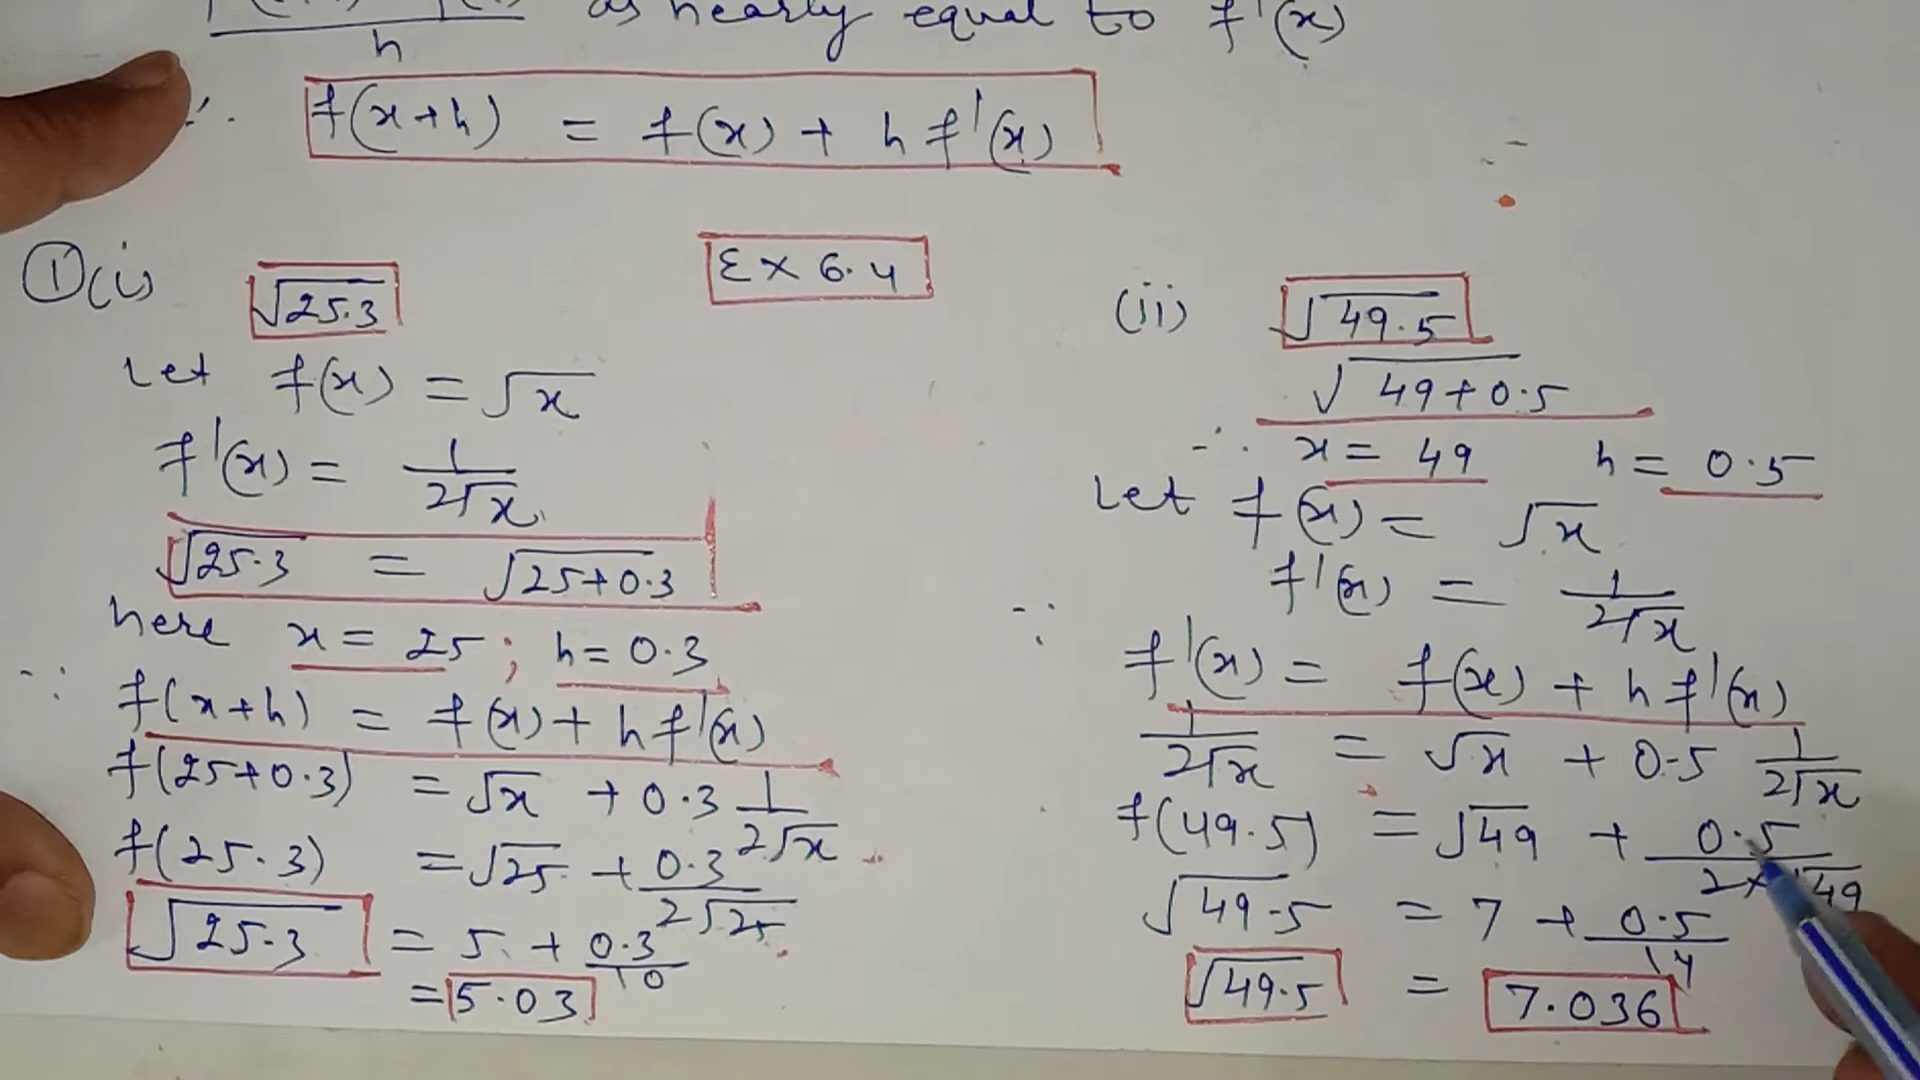 h as nearly equal to f'(x)
∴ f(x+h) = f(x) + h f'(x)
Ex 6.4
①(i) √25.3
Let f(x) = √x
f'(x) = 1/2√x
√25.3 = √25+0.3
here x = 25 ; h = 0.3
∵ f(x+h) = f(x) + h f'(x)
f(25+0.3) = √x + 0.3 1/2√x
f(25.3) = √25 + 0.3/2√25
√25.3 = 5 + 0.3/10
= 5.03
(ii) √49.5
√49+0.5
∴ x = 49 h = 0.5
Let f(x) = √x
f'(x) = 1/2√x
∵ f'(x) = f(x) + h f'(x)
1/2√x = √x + 0.5 1/2√x
f(49.5) = √49 + 0.5/2×√49
√49.5 = 7 + 0.5/14
√49.5 = 7.036